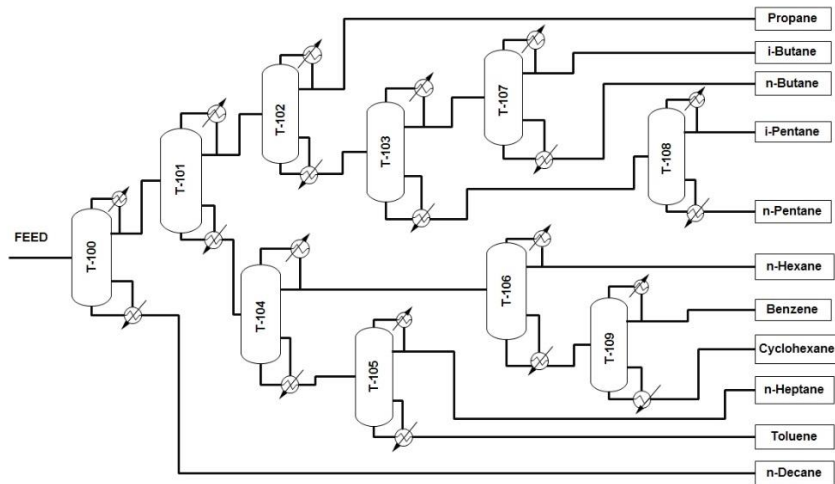 Propane
i-Butane
n-Butane
i-Pentane
n-Pentane
n-Hexane
Benzene
Cyclohexane
n-Heptane
Toluene
n-Decane
FEED
T-100
T-101
T-102
T-103
T-107
T-108
T-104
T-105
T-106
T-109